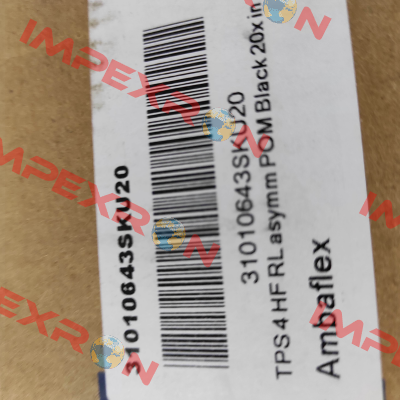 31010643SKU20
31010643SKU20
TPS 4 HF RL asymm POM Black 20x in
Ambaflex
IMPEXRON
IMPEXRON
IMPEXRON